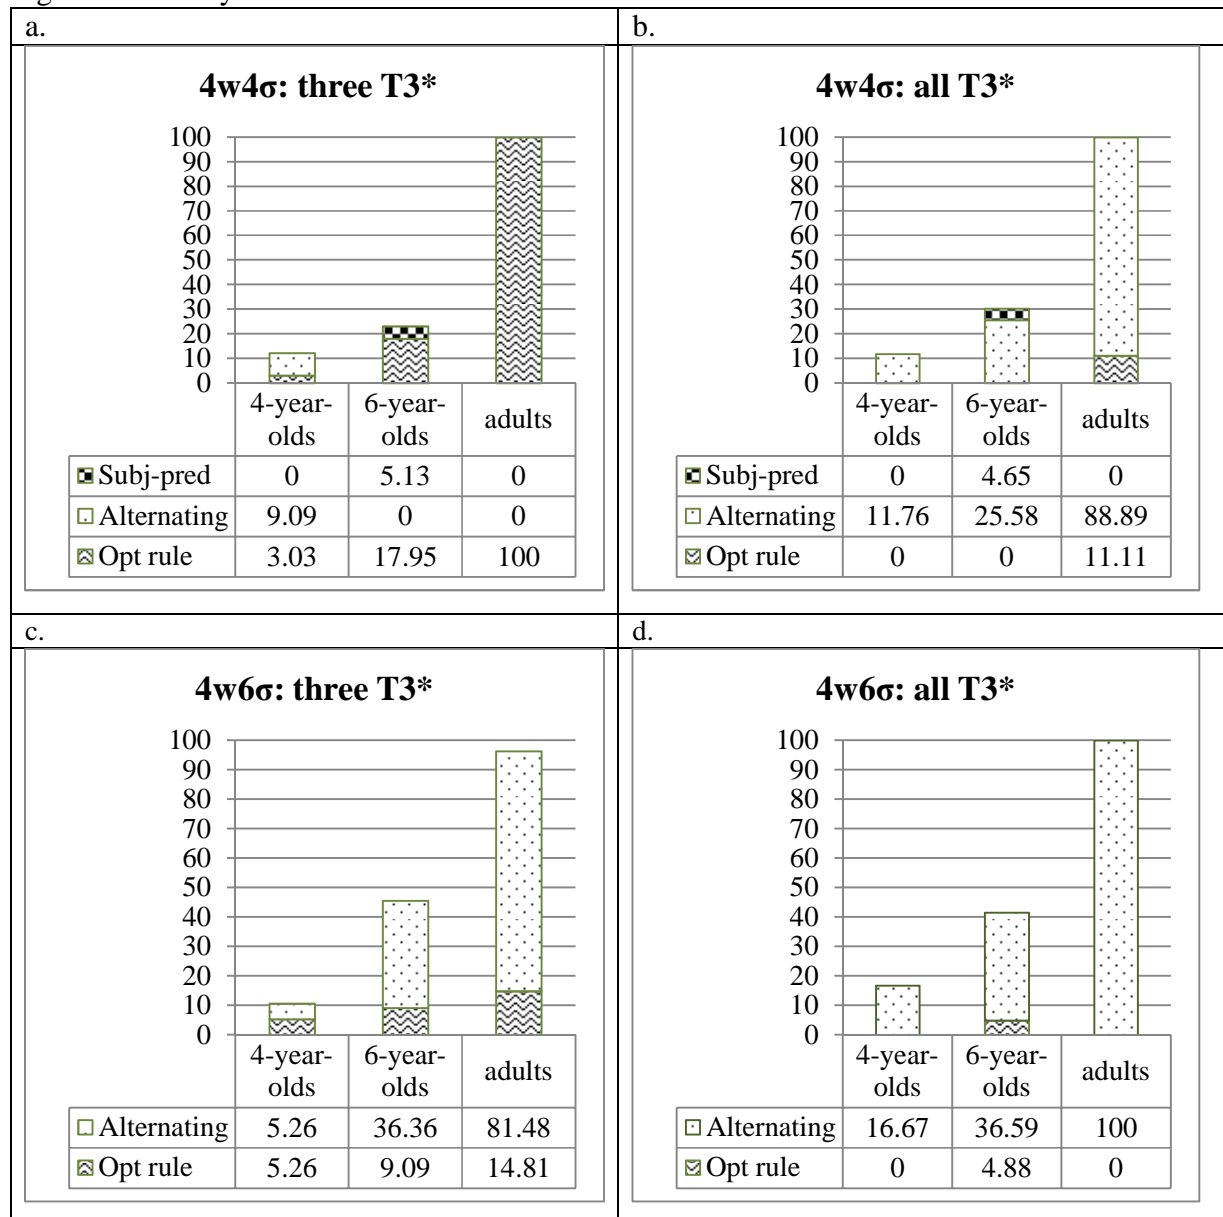 a. b.
4w4σ: three T3*
100
90
80
70
60
50
40
30
20
10
0
4-year-olds 6-year-olds adults
Subj-pred 0 5.13 0
Alternating 9.09 0 0
Opt rule 3.03 17.95 100
4w4σ: all T3*
100
90
80
70
60
50
40
30
20
10
0
4-year-olds 6-year-olds adults
Subj-pred 0 4.65 0
Alternating 11.76 25.58 88.89
Opt rule 0 0 11.11
c. d.
4w6σ: three T3*
100
90
80
70
60
50
40
30
20
10
0
4-year-olds 6-year-olds adults
Alternating 5.26 36.36 81.48
Opt rule 5.26 9.09 14.81
4w6σ: all T3*
100
90
80
70
60
50
40
30
20
10
0
4-year-olds 6-year-olds adults
Alternating 16.67 36.59 100
Opt rule 0 4.88 0